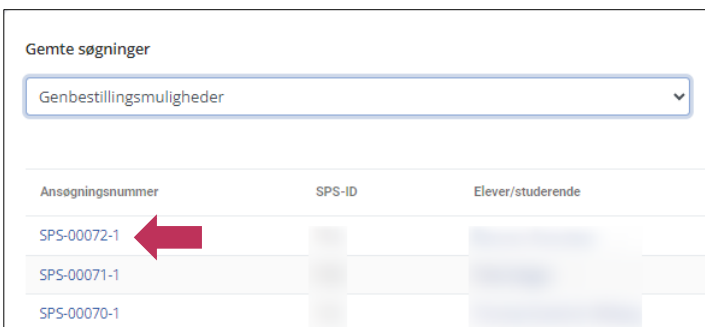 Gemte søgninger
Genbestillingsmuligheder
Ansøgningsnummer SPS-ID Elever/studerende
SPS-00072-1
SPS-00071-1
SPS-00070-1